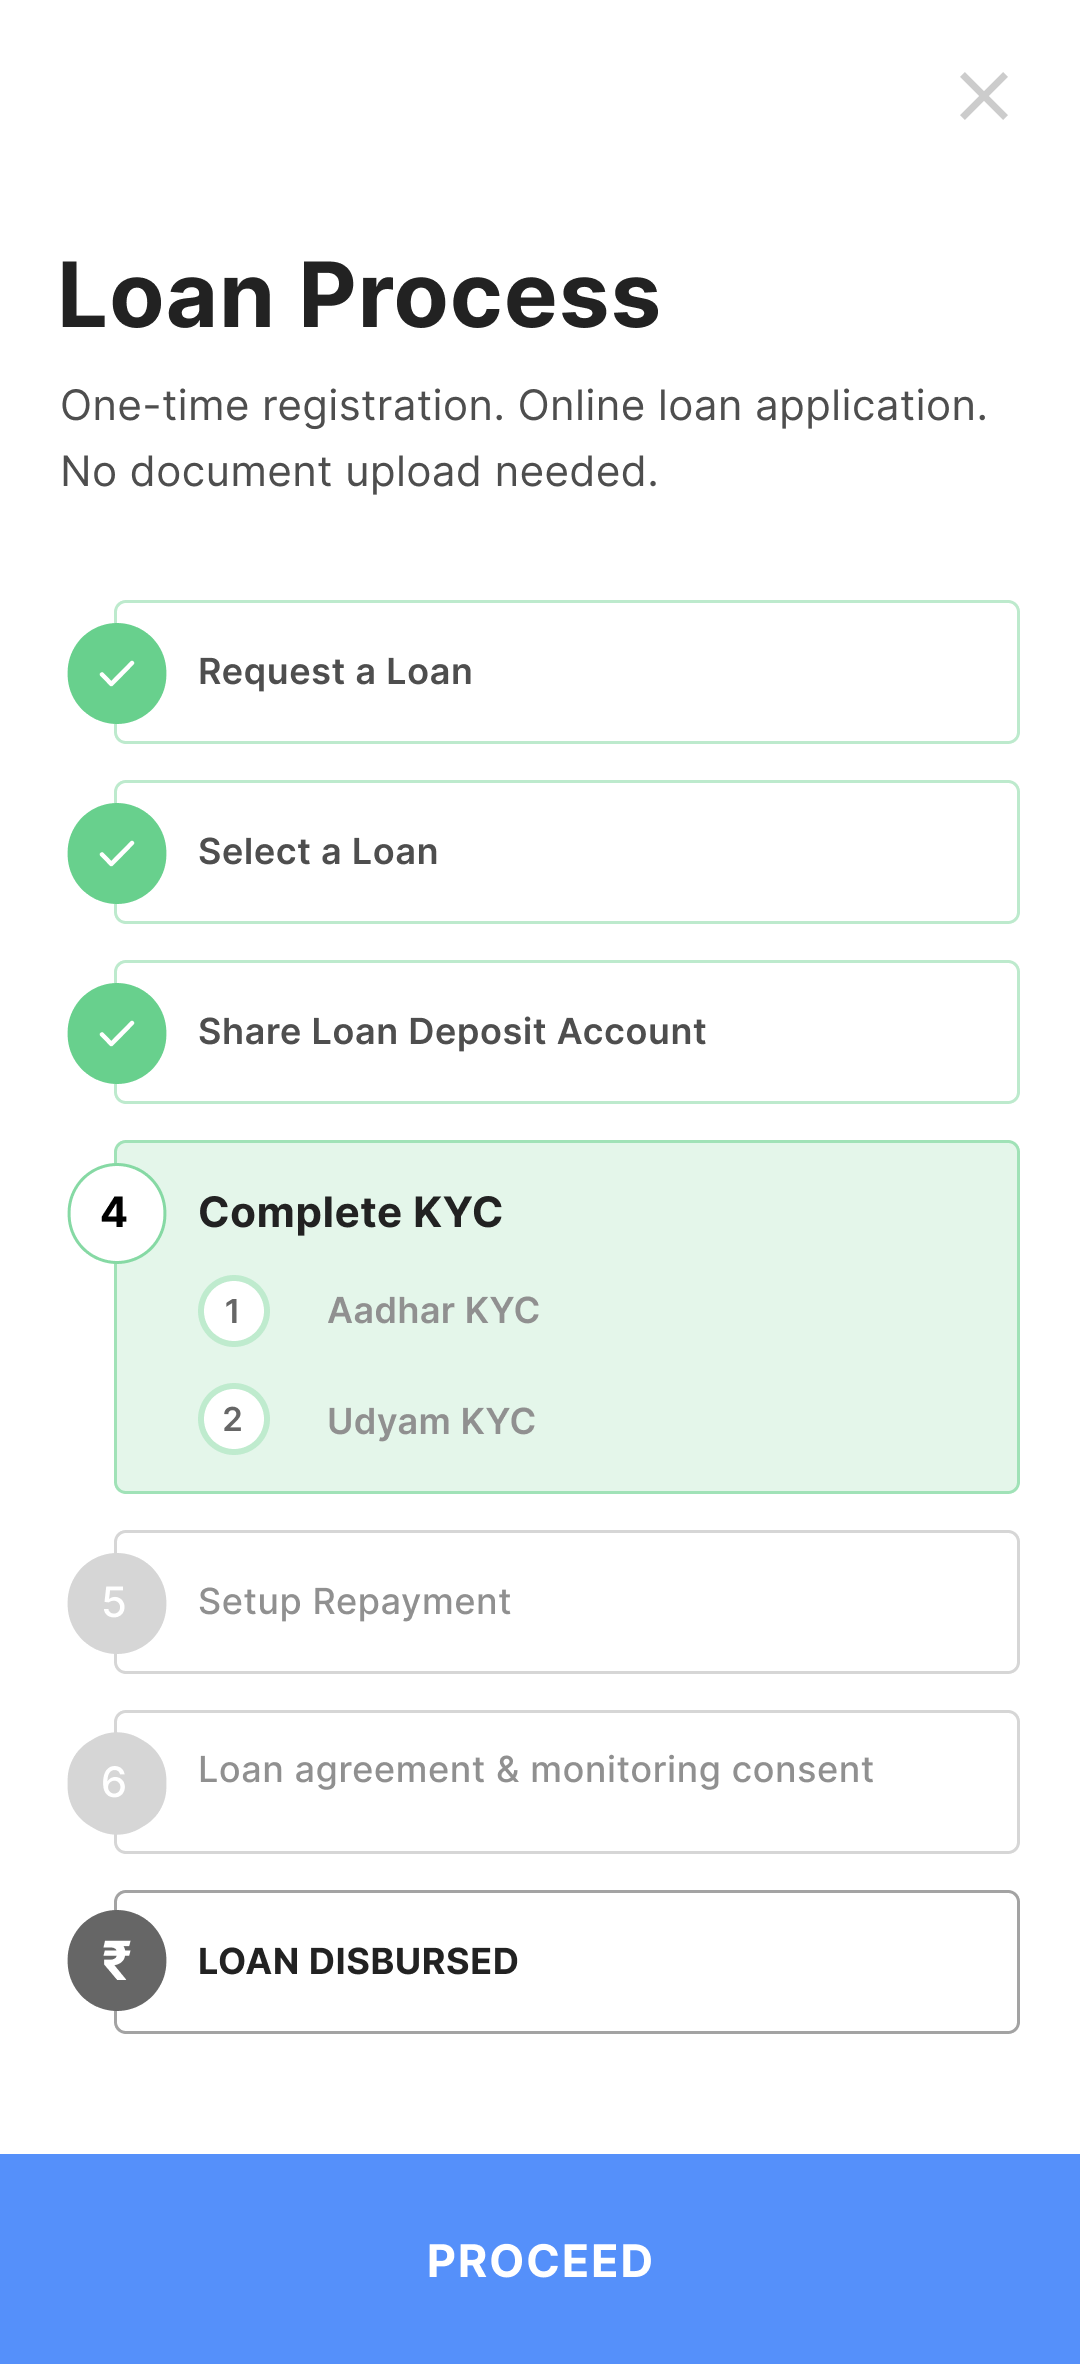 Loan Process
One-time registration. Online loan application.
No document upload needed.
Request a Loan
Select a Loan
Share Loan Deposit Account
4 Complete KYC
1 Aadhar KYC
2 Udyam KYC
5 Setup Repayment
6 Loan agreement & monitoring consent
₹ LOAN DISBURSED
PROCEED